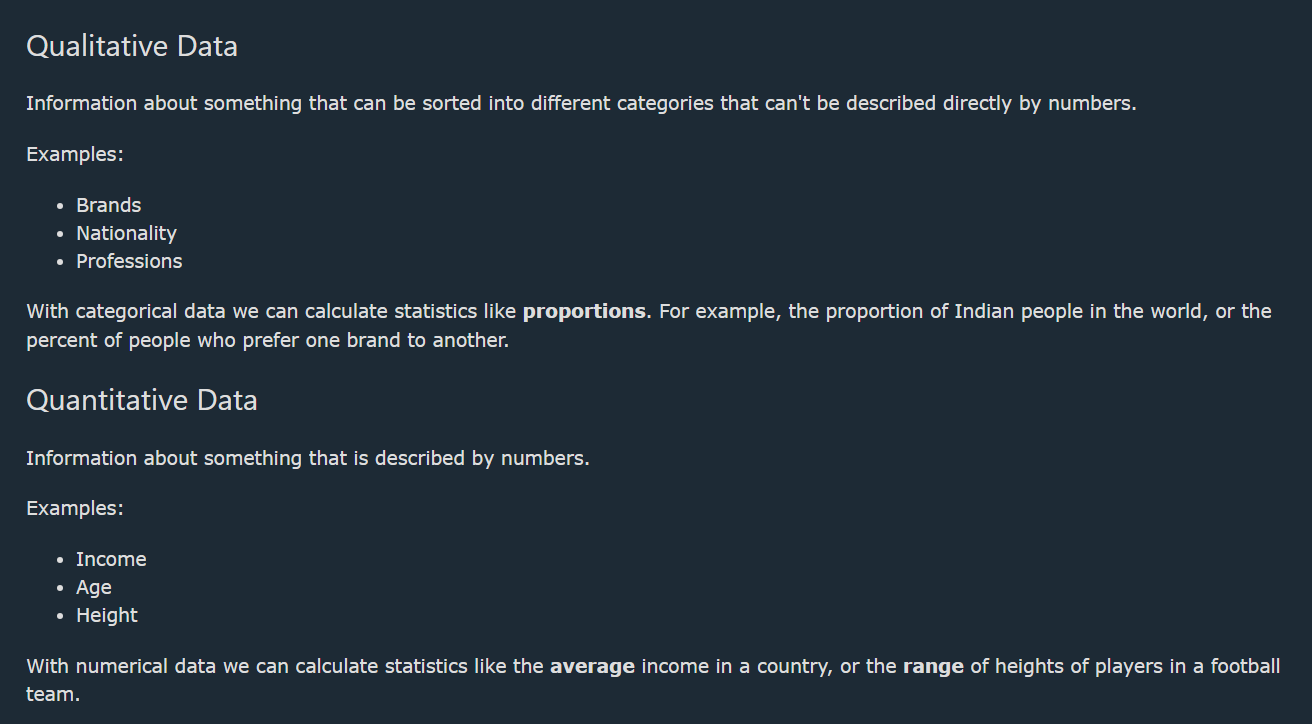 Qualitative Data
Information about something that can be sorted into different categories that can't be described directly by numbers.
Examples:
Brands
Nationality
Professions
With categorical data we can calculate statistics like proportions. For example, the proportion of Indian people in the world, or the
percent of people who prefer one brand to another.
Quantitative Data
Information about something that is described by numbers.
Examples:
Income
Age
Height
With numerical data we can calculate statistics like the average income in a country, or the range of heights of players in a football
team.